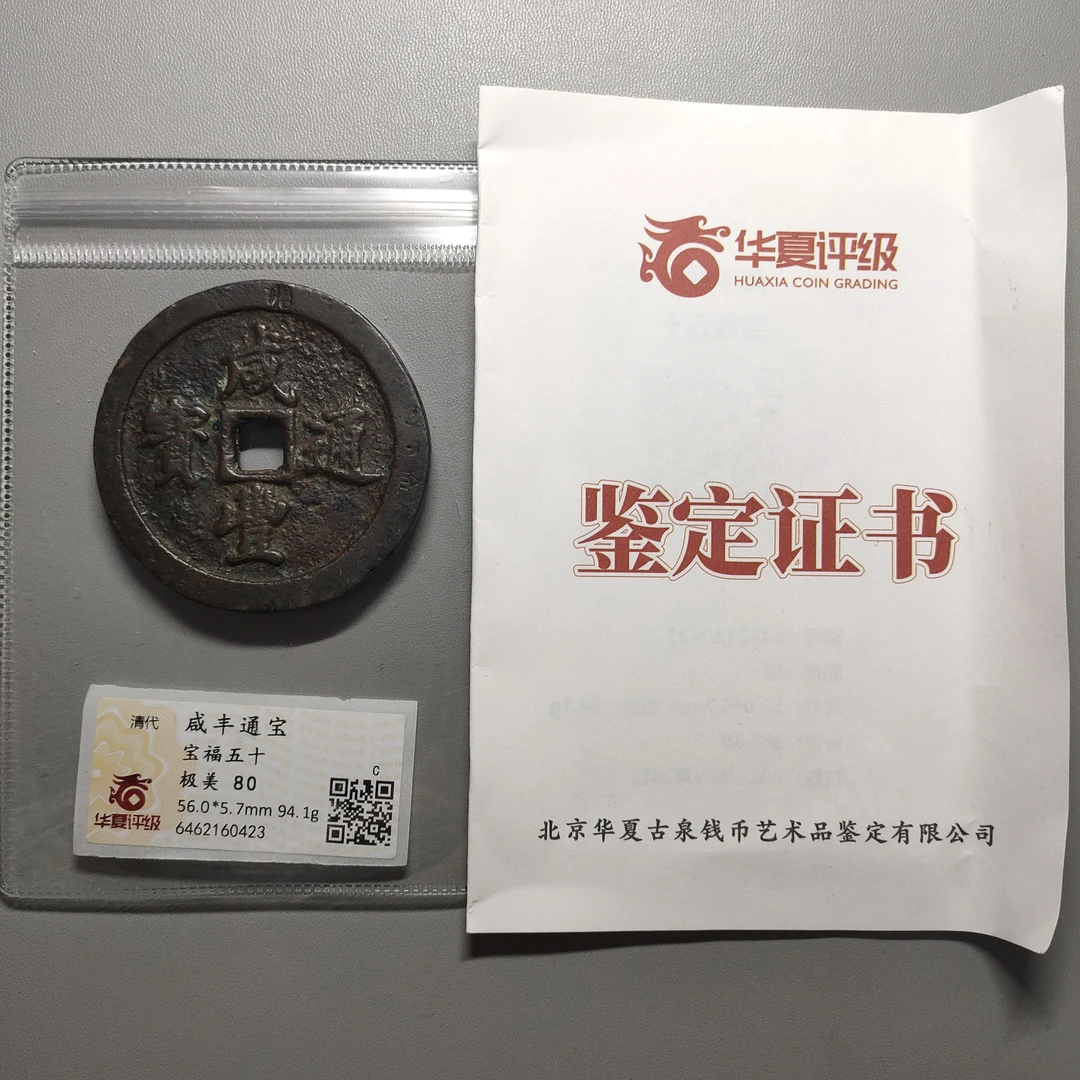 咸
豐
通
寳
清代
咸丰通宝
宝福五十
极美 80
C
56.0*5.7mm 94.1g
6462160423
华夏评级
华夏评级
HUAXIA COIN GRADING
鉴定证书
北京华夏古泉钱币艺术品鉴定有限公司